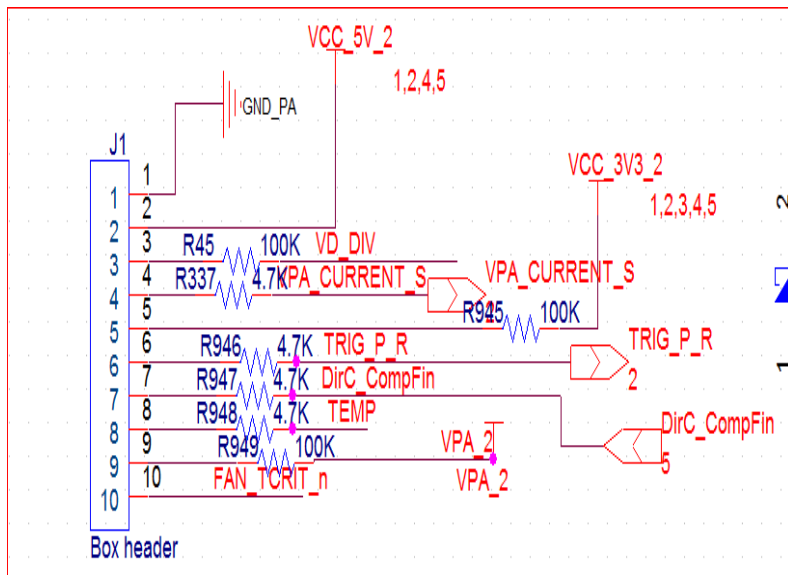 VCC_5V_2
1,2,4,5
GND_PA
J1
VCC_3V3_2
1,2,3,4,5
2
1 1
2 2
3 3 R45 100K VD_DIV
4 4 R337 4.7K VPA_CURRENT_S VPA_CURRENT_S
5 5 R945 100K
6 6 R946 4.7K TRIG_P_R TRIG_P_R
2
7 7 R947 4.7K DirC_CompFin DirC_CompFin
5
8 8 R948 4.7K TEMP
9 9 R949 100K VPA_2
VPA_2
10 10 FAN_TCRIT_n
1
Box header